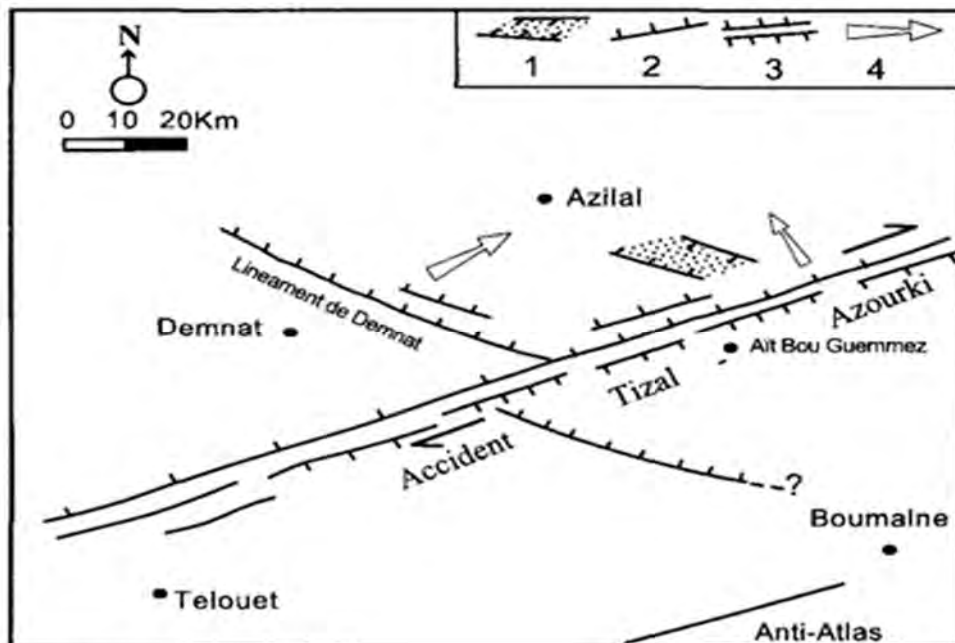 N
0 10 20Km
1 2 3 4
Azilal
Lineament de Demnat
Demnat
Azourki
Aït Bou Guemmez
Tizal
Accident
?
Boumalne
Telouet
Anti-Atlas